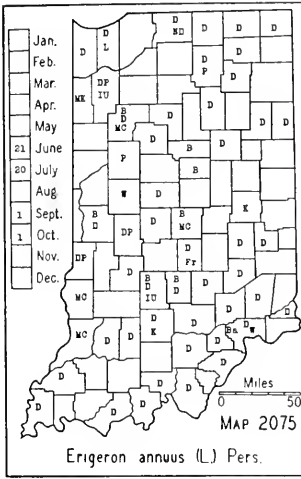 Jan.
Feb.
Mar.
Apr.
May
21 June
20 July
Aug
1 Sept.
1 Oct.
Nov.
Dec.
D D D D
D D ND
D L D D
D P
DP IU D
MK
B D MC D D D D
D
B
P B
W D D
K
B D D B MC
DP D D D
Fr
DP D B D IU B D D
MC D D D
D K D Ba D W
MC D D D D
D D D
D D D D D
Miles
0 50
MAP 2075
Erigeron annuus (L.) Pers.